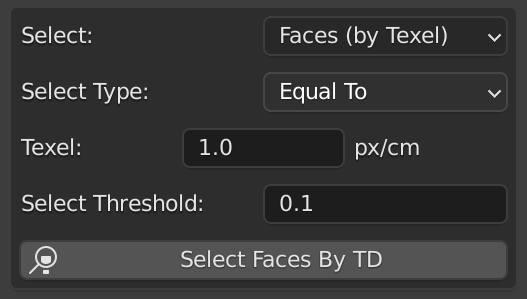 Select: Faces (by Texel)
Select Type: Equal To
Texel: 1.0 px/cm
Select Threshold: 0.1
Select Faces By TD